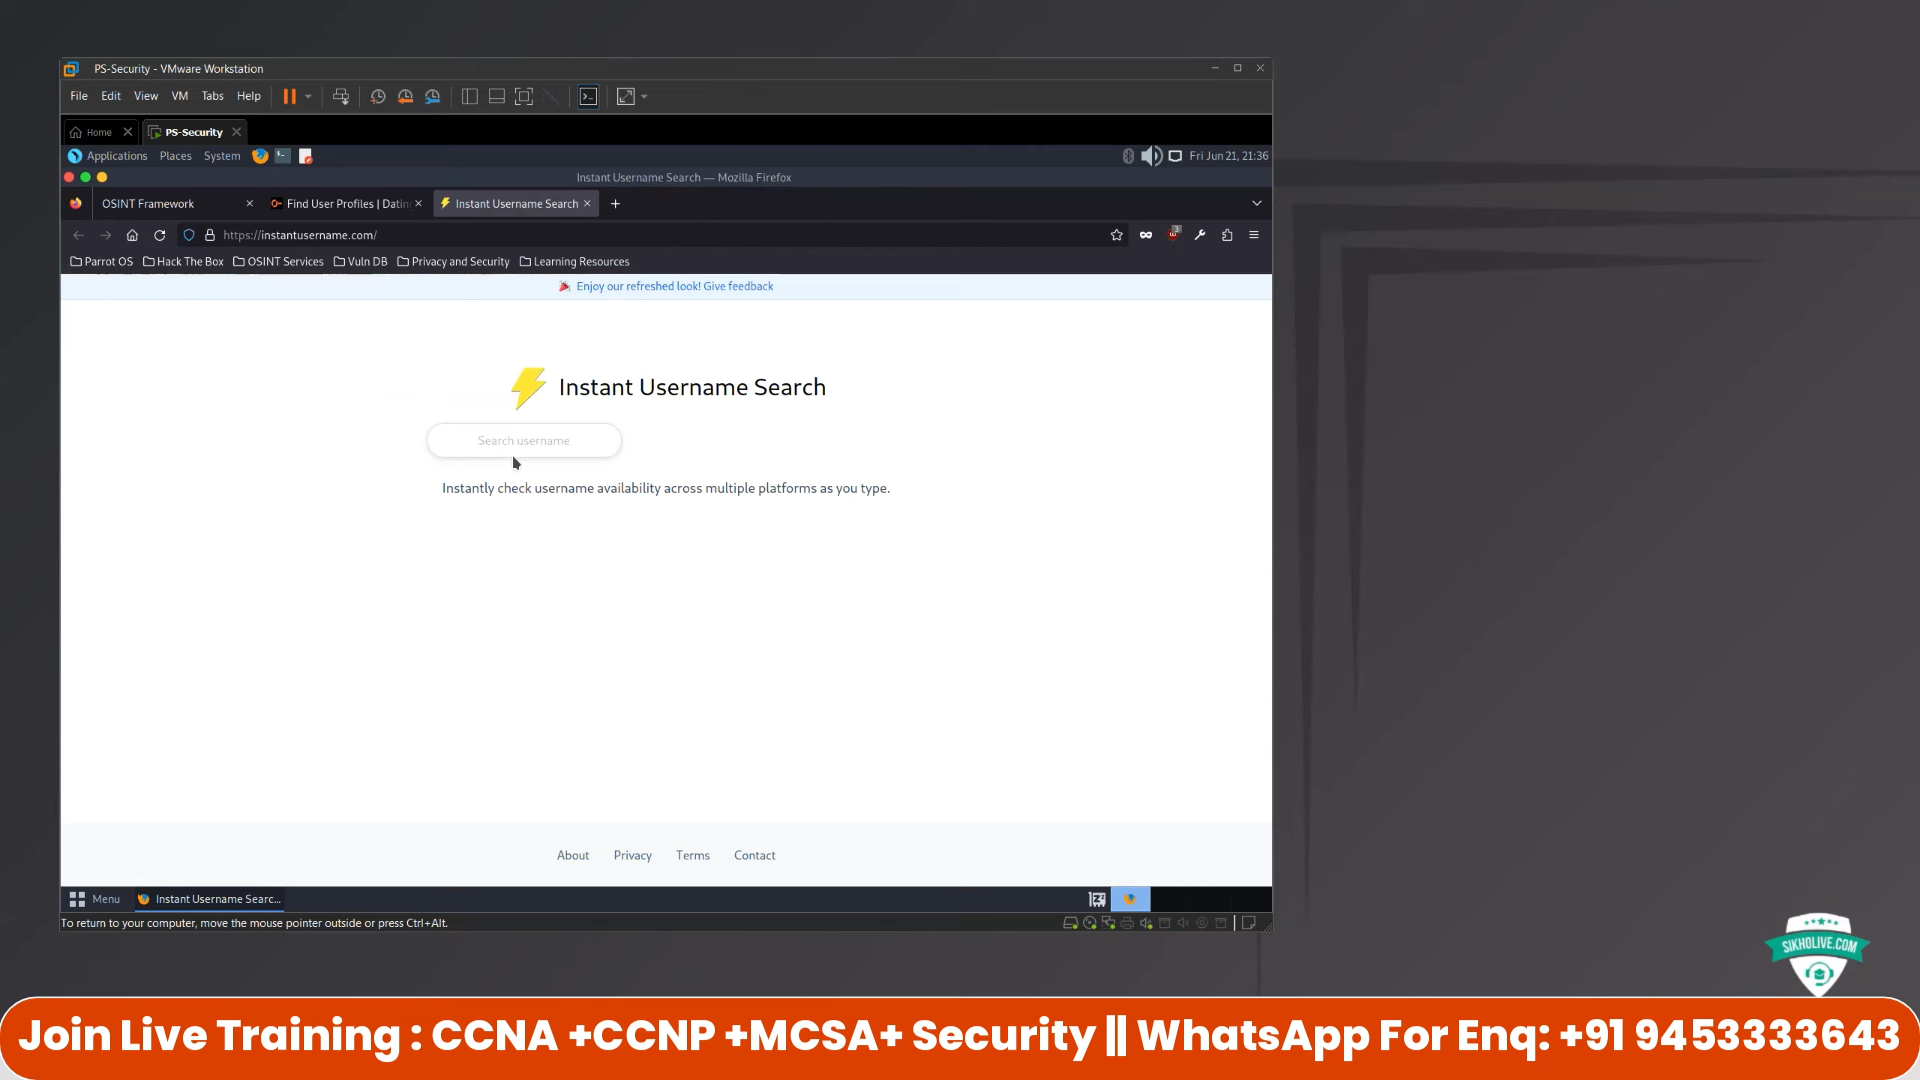 PS-Security - VMware Workstation
File Edit View VM Tabs Help
Home PS-Security
Applications Places System Fri Jun 21, 21:36
Instant Username Search — Mozilla Firefox
OSINT Framework Find User Profiles | Datin Instant Username Search
https://instantusername.com/
Parrot OS Hack The Box OSINT Services Vuln DB Privacy and Security Learning Resources
Enjoy our refreshed look! Give feedback
Instant Username Search
Search username
Instantly check username availability across multiple platforms as you type.
About Privacy Terms Contact
Menu Instant Username Searc...
To return to your computer, move the mouse pointer outside or press Ctrl+Alt.
SIKHOLIVE.COM
Join Live Training : CCNA +CCNP +MCSA+ Security || WhatsApp For Enq: +91 9453333643